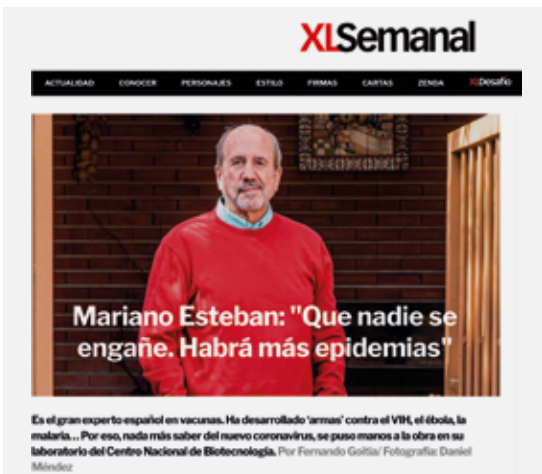 XLSemanal
ACTUALIDAD CONOCER PERSONAJES ESTILO FIRMAS CARTAS ZENDA XLDesafío
Mariano Esteban: "Que nadie se
engañe. Habrá más epidemias"
Es el gran experto español en vacunas. Ha desarrollado 'armas' contra el VIH, el ébola, la
malaria... Por eso, nada más saber del nuevo coronavirus, se puso manos a la obra en su
laboratorio del Centro Nacional de Biotecnología. Por Fernando Goitia/ Fotografía: Daniel
Méndez